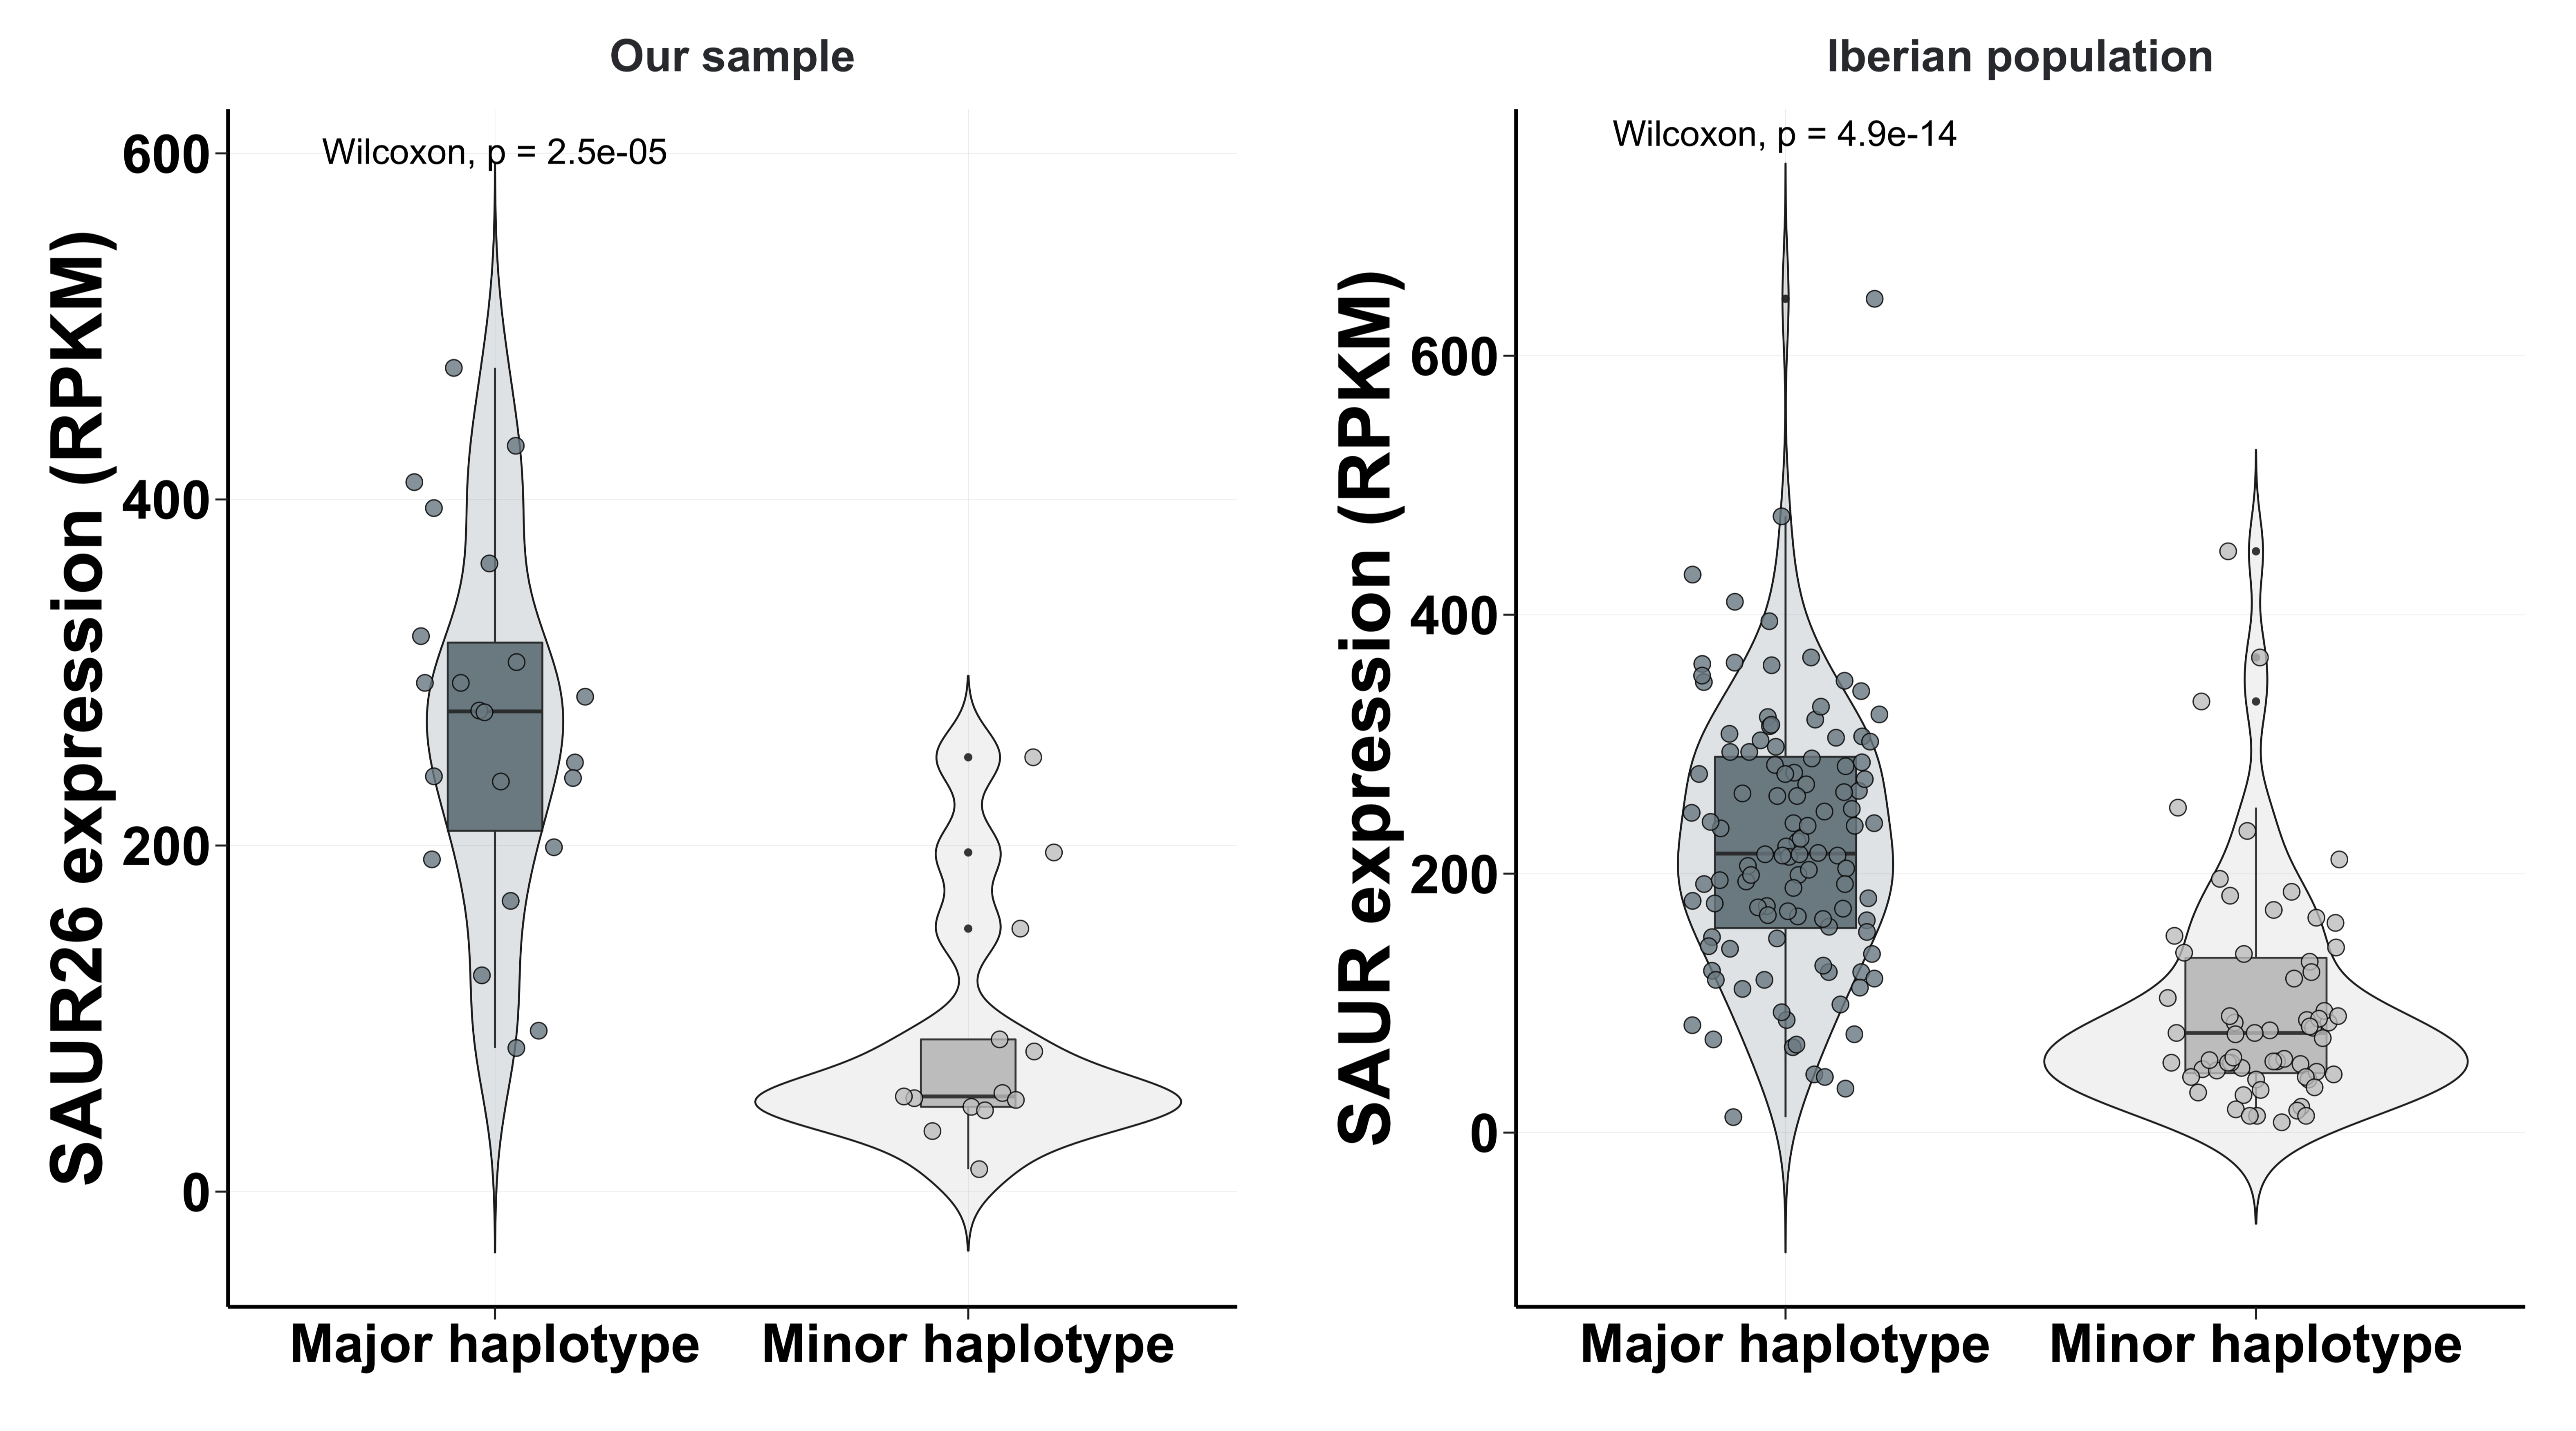 Our sample
Wilcoxon, p = 2.5e-05
SAUR26 expression (RPKM)
600
400
200
0
Major haplotype
Minor haplotype
Iberian population
Wilcoxon, p = 4.9e-14
SAUR expression (RPKM)
600
400
200
0
Major haplotype
Minor haplotype